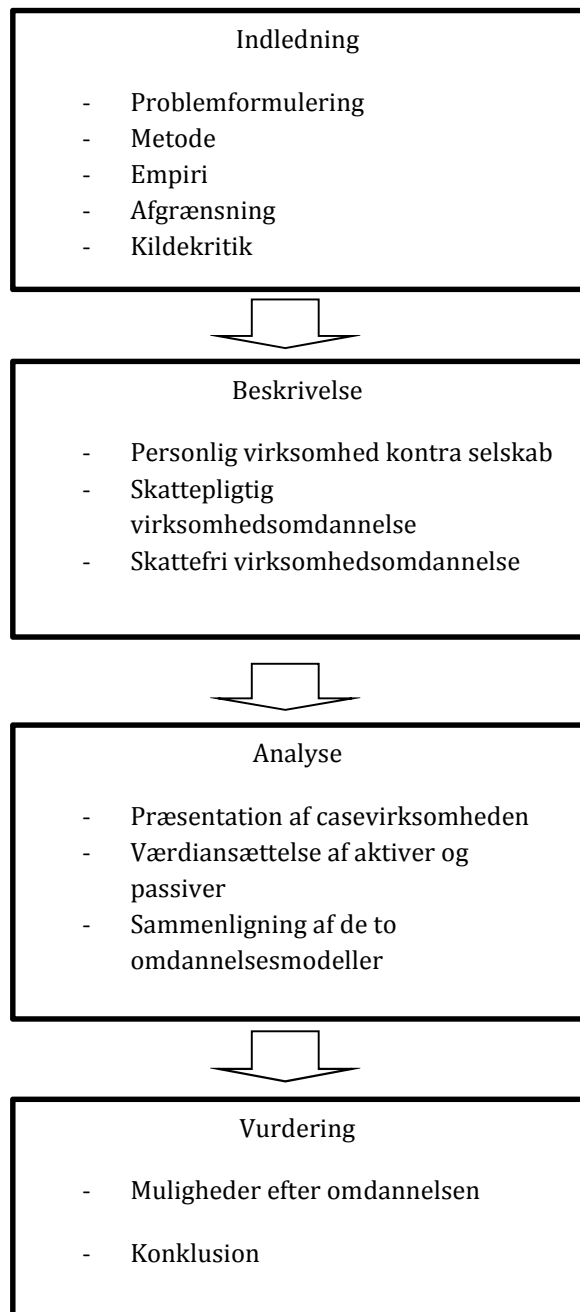 Indledning
- Problemformulering
- Metode
- Empiri
- Afgrænsning
- Kildekritik
Beskrivelse
- Personlig virksomhed kontra selskab
- Skattepligtig
virksomhedsomdannelse
- Skattefri virksomhedsomdannelse
Analyse
- Præsentation af casevirksomheden
- Værdiansættelse af aktiver og
passiver
- Sammenligning af de to
omdannelsesmodeller
Vurdering
- Muligheder efter omdannelsen
- Konklusion